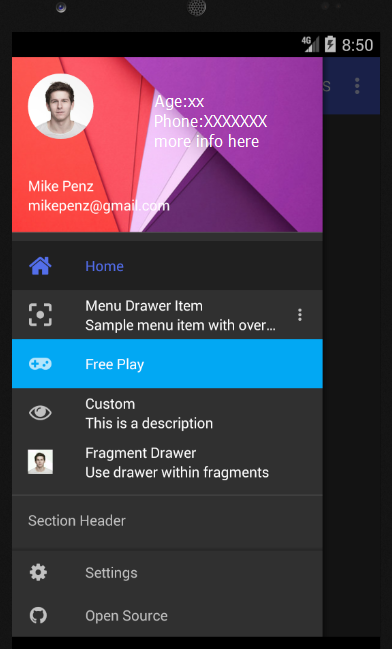 4G 8:50
S
Age:xx
Phone:XXXXXXX
more info here
Mike Penz
mikepenz@gmail.com
Home
Menu Drawer Item
Sample menu item with over...
Free Play
Custom
This is a description
Fragment Drawer
Use drawer within fragments
Section Header
Settings
Open Source